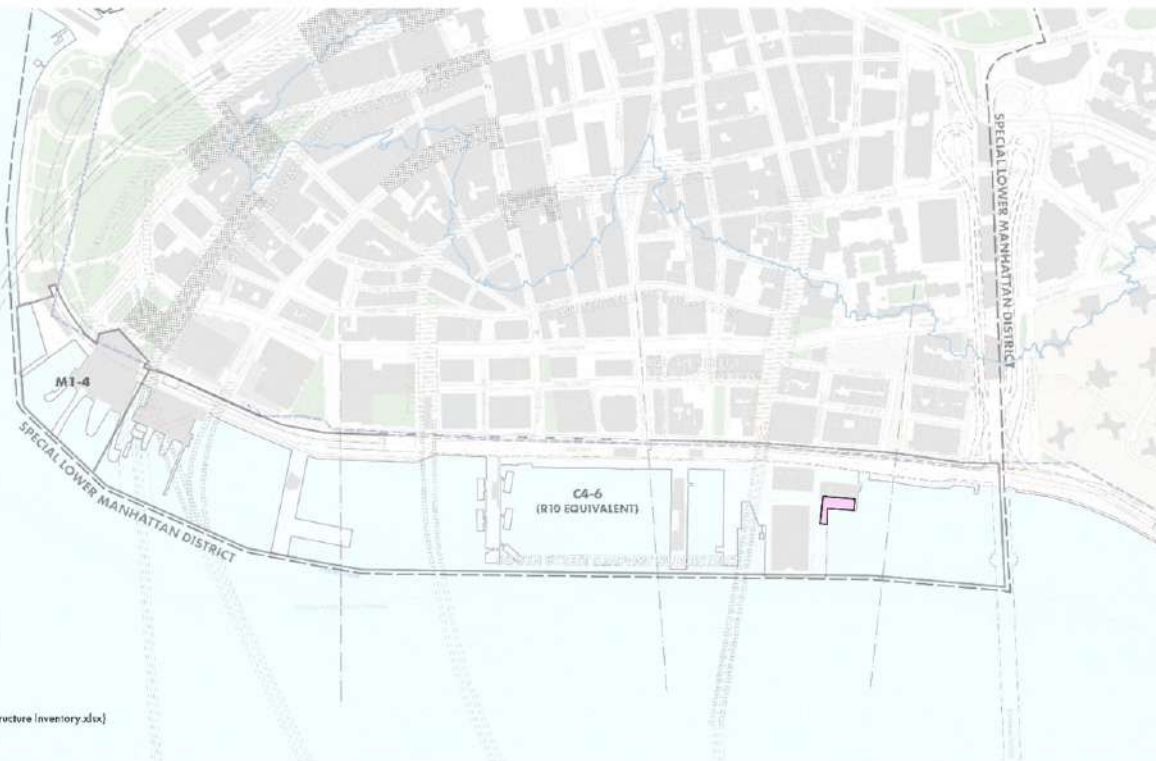 SPECIAL LOWER MANHATTAN DISTRICT
M1-4
SPECIAL LOWER MANHATTAN DISTRICT
C4-6
(R10 EQUIVALENT)
ructure Inventory.xlsx)